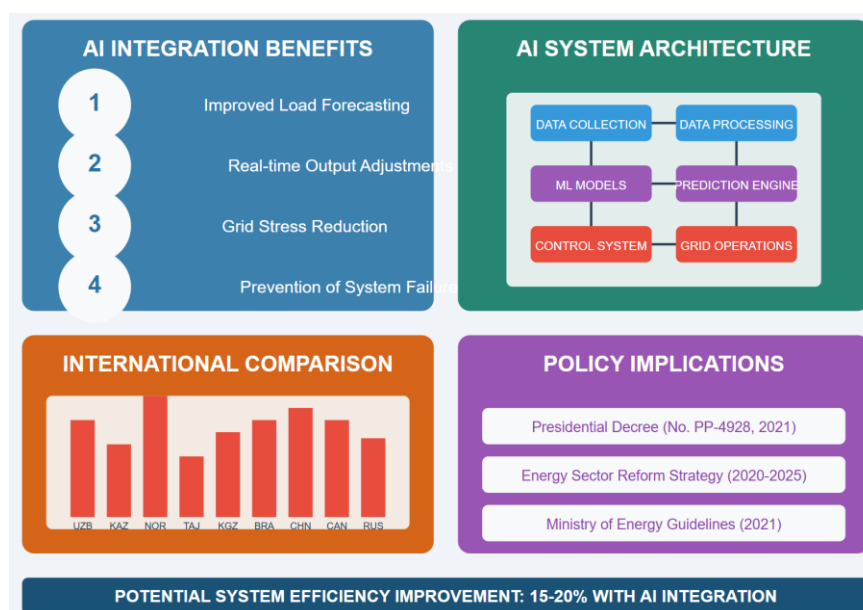 AI INTEGRATION BENEFITS
1
Improved Load Forecasting
2
Real-time Output Adjustments
3
Grid Stress Reduction
4
Prevention of System Failure
AI SYSTEM ARCHITECTURE
DATA COLLECTION
DATA PROCESSING
ML MODELS
PREDICTION ENGINE
CONTROL SYSTEM
GRID OPERATIONS
INTERNATIONAL COMPARISON
UZB KAZ NOR TAJ KGZ BRA CHN CAN RUS
POLICY IMPLICATIONS
Presidential Decree (No. PP-4928, 2021)
Energy Sector Reform Strategy (2020-2025)
Ministry of Energy Guidelines (2021)
POTENTIAL SYSTEM EFFICIENCY IMPROVEMENT: 15-20% WITH AI INTEGRATION